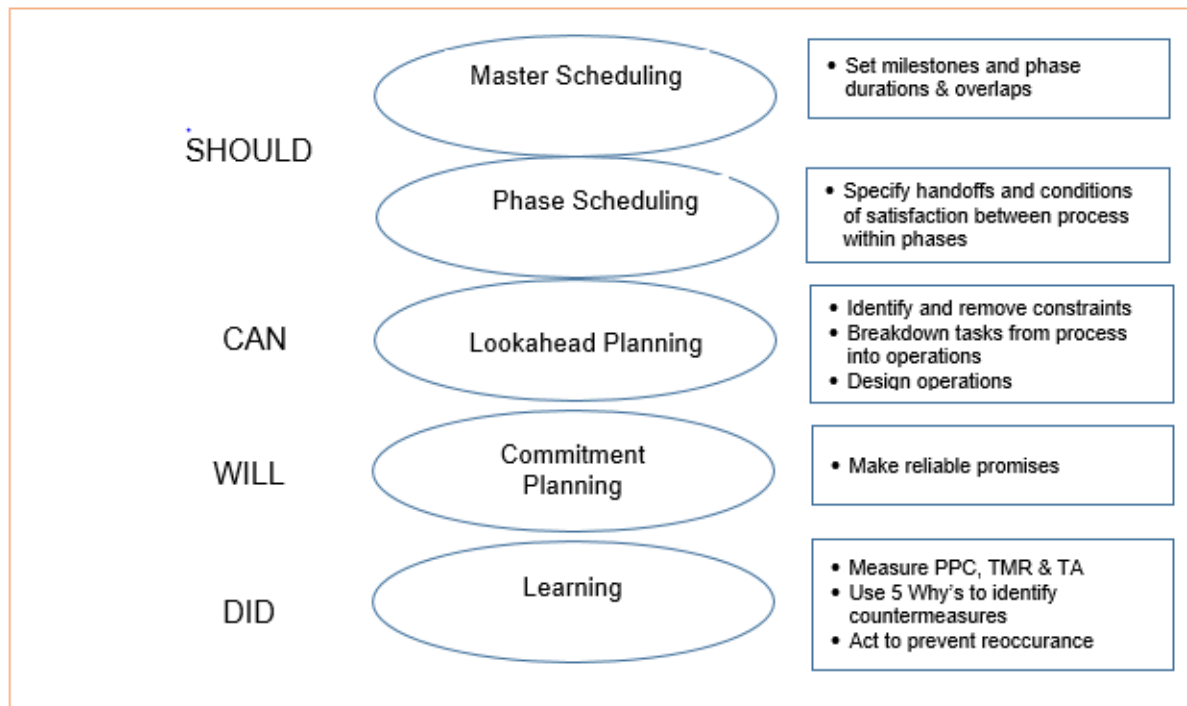 Master Scheduling
• Set milestones and phase
durations & overlaps
SHOULD
Phase Scheduling
• Specify handoffs and conditions
of satisfaction between process
within phases
CAN
Lookahead Planning
• Identify and remove constraints
• Breakdown tasks from process
into operations
• Design operations
WILL
Commitment
Planning
• Make reliable promises
DID
Learning
• Measure PPC, TMR & TA
• Use 5 Why's to identify
countermeasures
• Act to prevent reoccurance